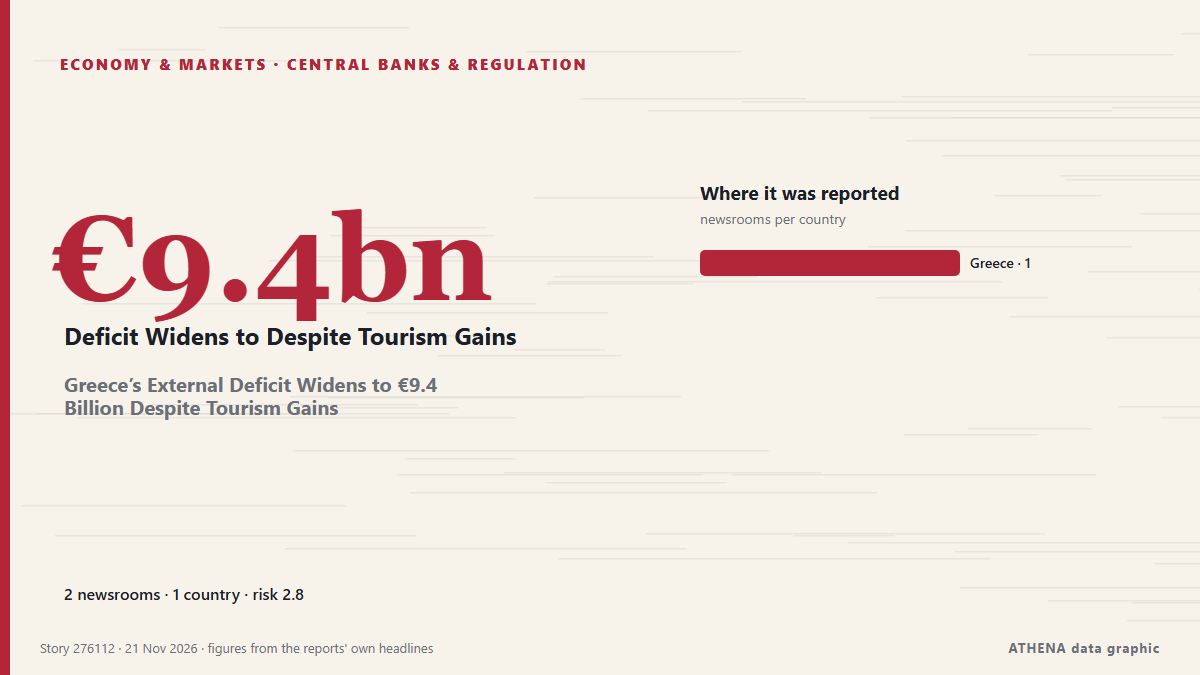 ECONOMY & MARKETS · CENTRAL BANKS & REGULATION
€9.4bn
Deficit Widens to Despite Tourism Gains
Greece’s External Deficit Widens to €9.4
Billion Despite Tourism Gains
Where it was reported
newsrooms per country
Greece · 1
2 newsrooms · 1 country · risk 2.8
Story 276112 · 21 Nov 2026 · figures from the reports' own headlines
ATHENA data graphic